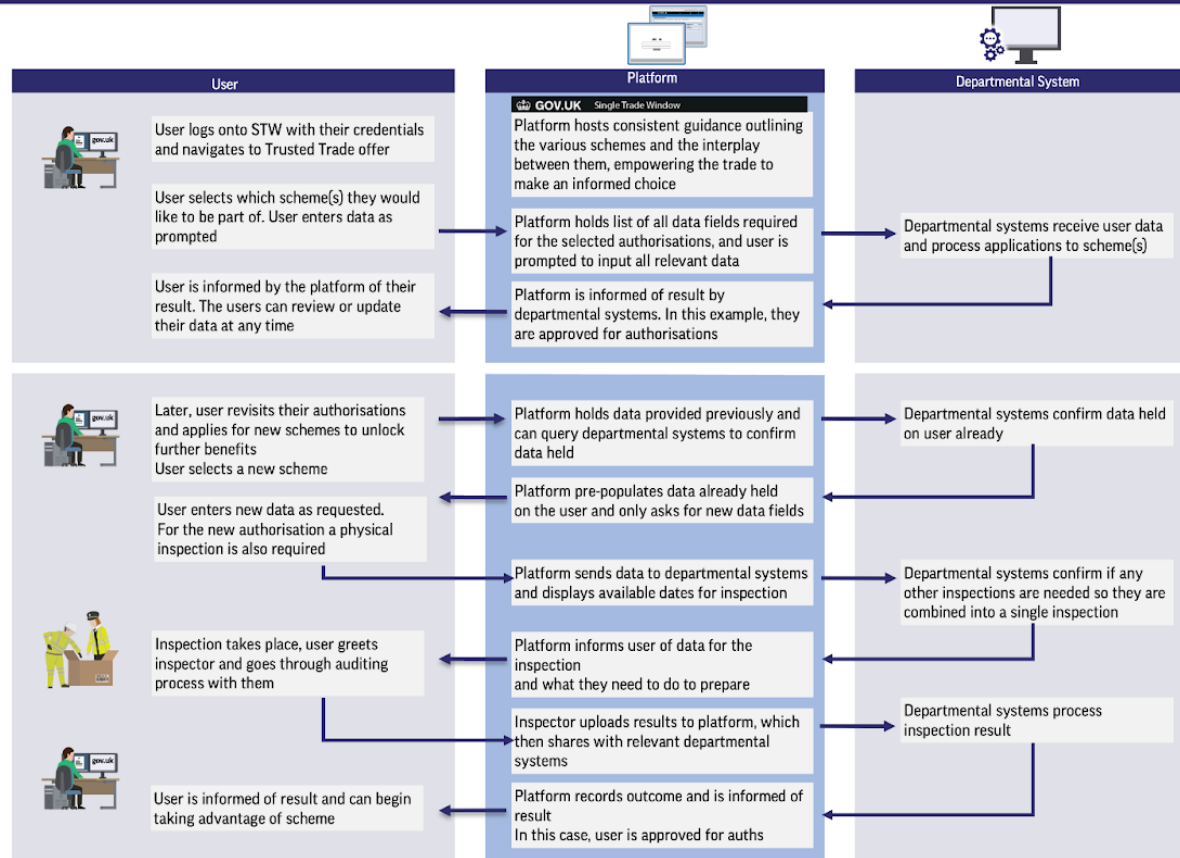 User
Platform
Departmental System
GOV.UK Single Trade Window
User logs onto STW with their credentials
and navigates to Trusted Trade offer
Platform hosts consistent guidance outlining
the various schemes and the interplay
between them, empowering the trade to
make an informed choice
gov.uk
User selects which scheme(s) they would
like to be part of. User enters data as
prompted
Platform holds list of all data fields required
for the selected authorisations, and user is
prompted to input all relevant data
Departmental systems receive user data
and process applications to scheme(s)
User is informed by the platform of their
result. The users can review or update
their data at any time
Platform is informed of result by
departmental systems. In this example, they
are approved for authorisations
gov.uk
Later, user revisits their authorisations
and applies for new schemes to unlock
further benefits
User selects a new scheme
Platform holds data provided previously and
can query departmental systems to confirm
data held
Departmental systems confirm data held
on user already
Platform pre-populates data already held
on the user and only asks for new data fields
User enters new data as requested.
For the new authorisation a physical
inspection is also required
Platform sends data to departmental systems
and displays available dates for inspection
Departmental systems confirm if any
other inspections are needed so they are
combined into a single inspection
Inspection takes place, user greets
inspector and goes through auditing
process with them
Platform informs user of data for the
inspection
and what they need to do to prepare
Inspector uploads results to platform, which
then shares with relevant departmental
systems
Departmental systems process
inspection result
gov.uk
User is informed of result and can begin
taking advantage of scheme
Platform records outcome and is informed of
result
In this case, user is approved for auths